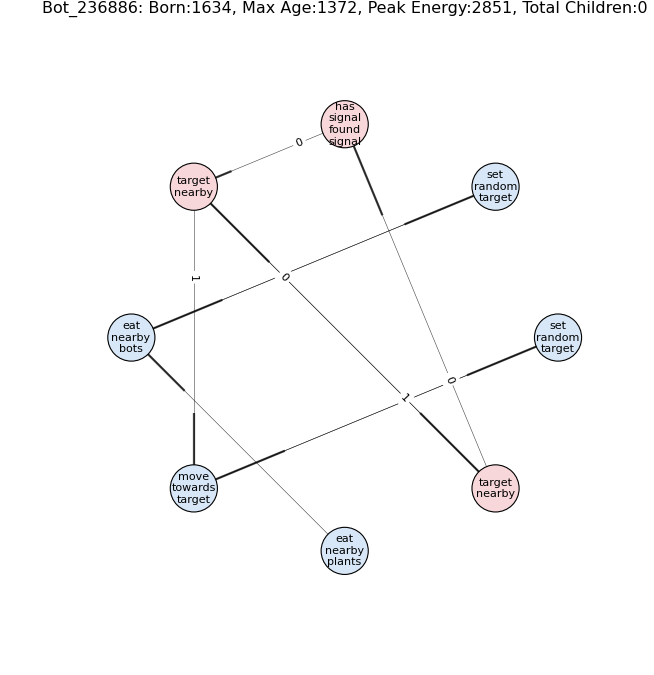 Bot_236886: Born:1634, Max Age:1372, Peak Energy:2851, Total Children:0
has
signal
found
signal
0
target
nearby
set
random
target
1
0
eat
nearby
bots
set
random
target
0
1
move
towards
target
target
nearby
eat
nearby
plants